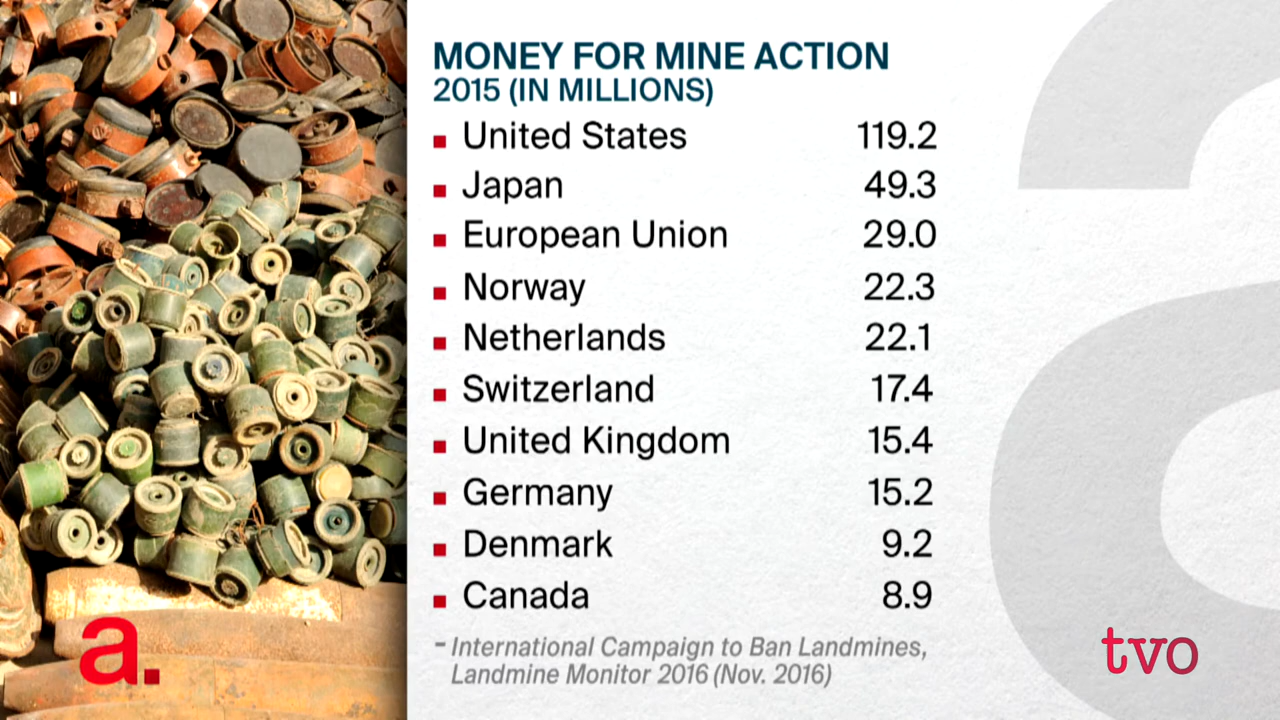 MONEY FOR MINE ACTION
2015 (IN MILLIONS)
United States 119.2
Japan 49.3
European Union 29.0
Norway 22.3
Netherlands 22.1
Switzerland 17.4
United Kingdom 15.4
Germany 15.2
Denmark 9.2
Canada 8.9
– International Campaign to Ban Landmines,
Landmine Monitor 2016 (Nov. 2016)
a.
tvo